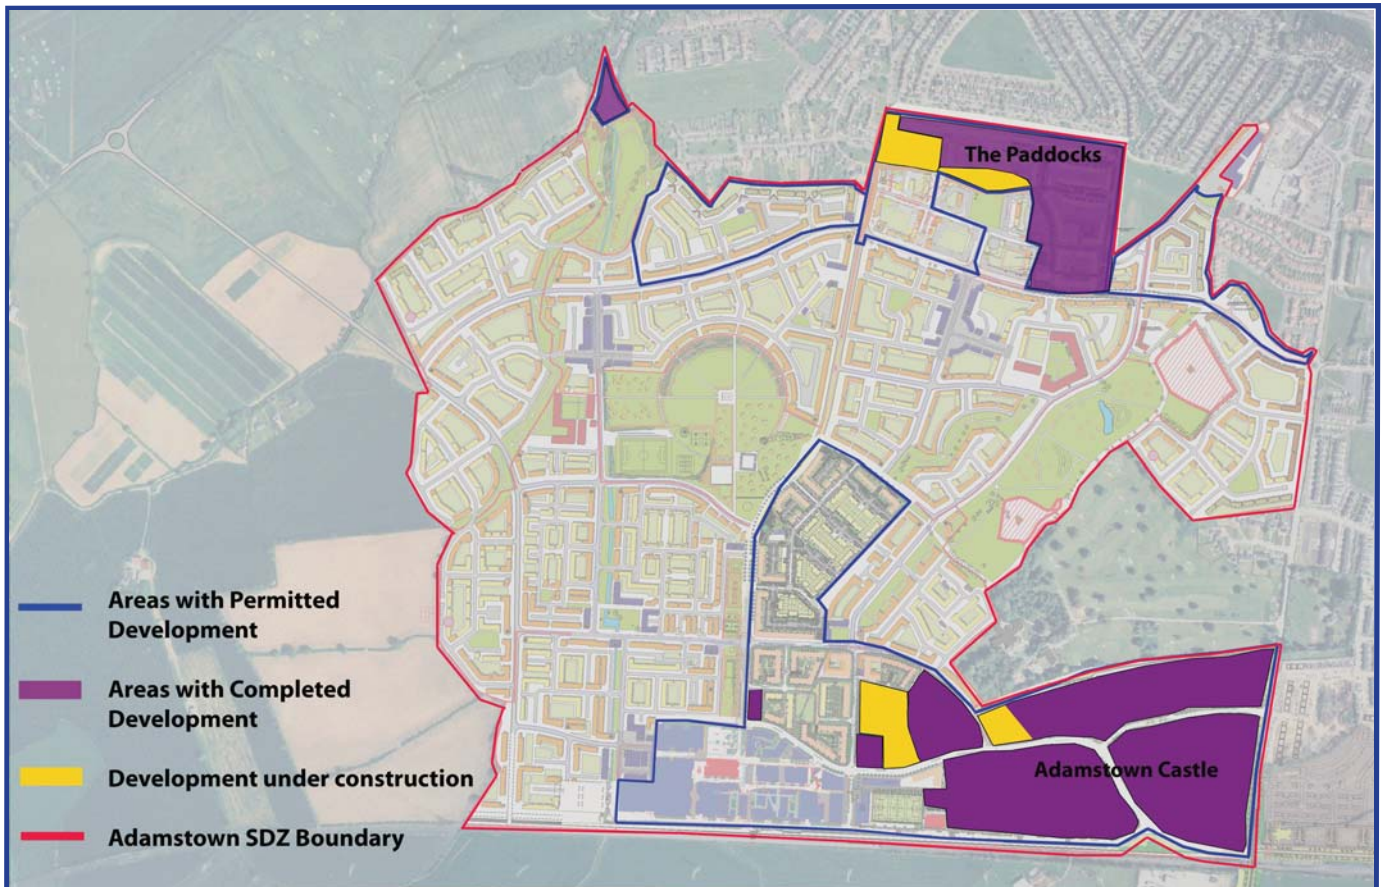 The Paddocks
Areas with Permitted
Development
Areas with Completed
Development
Adamstown Castle
Development under construction
Adamstown SDZ Boundary